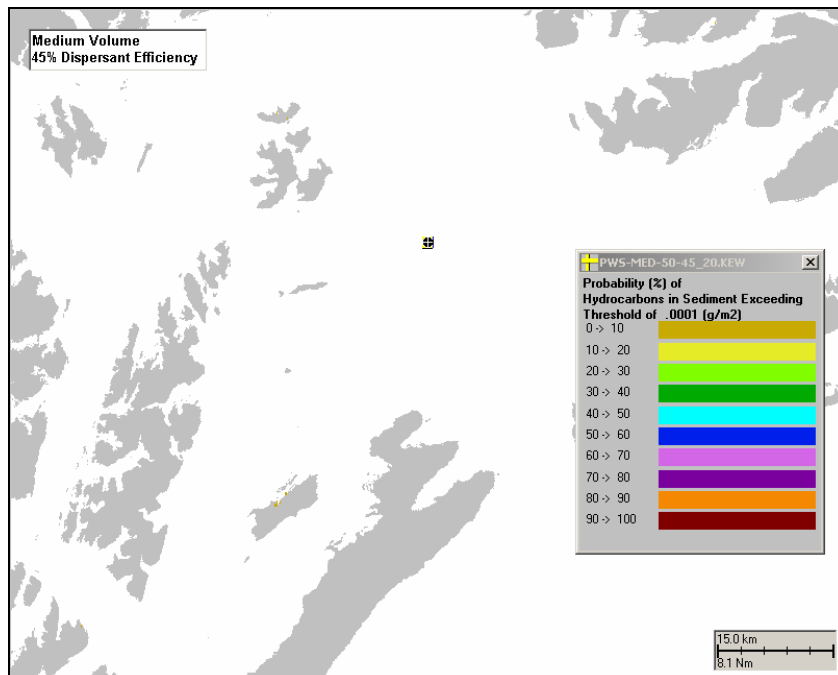 Medium Volume
45% Dispersant Efficiency
PWS-MED-50-45_20.KEW
Probability (%) of
Hydrocarbons in Sediment Exceeding
Threshold of .0001 (g/m2)
0 -> 10
10 -> 20
20 -> 30
30 -> 40
40 -> 50
50 -> 60
60 -> 70
70 -> 80
80 -> 90
90 -> 100
15.0 km
8.1 Nm